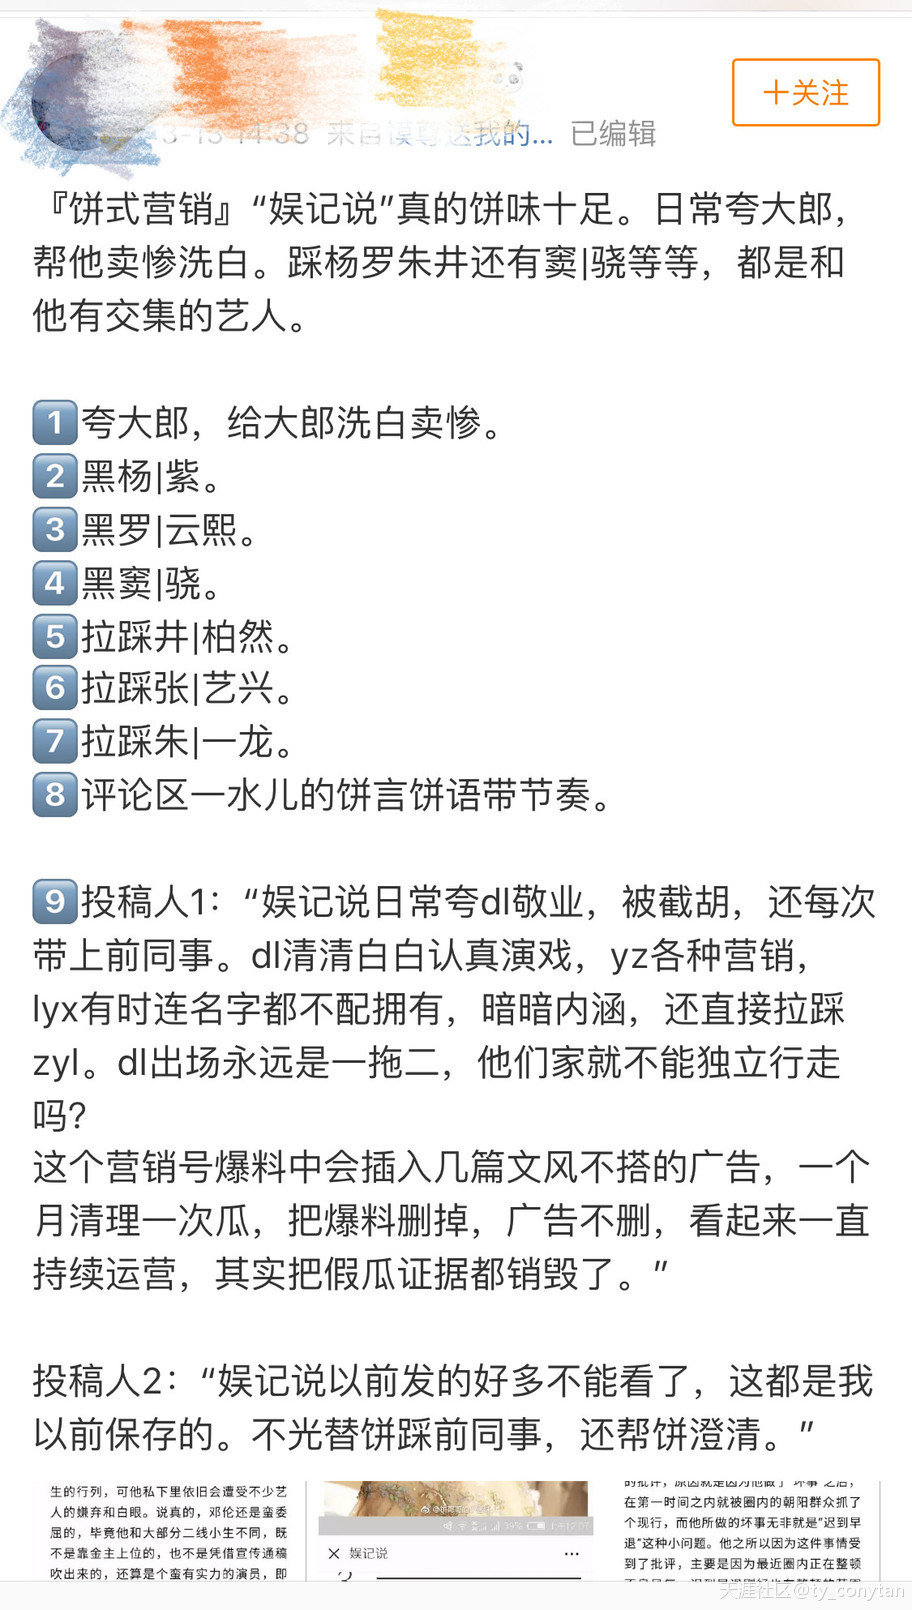 +关注
3-13 14:38 来自馍尊送我的... 已编辑
『饼式营销』“娱记说”真的饼味十足。日常夸大郎，
帮他卖惨洗白。踩杨罗朱井还有窦|骁等等，都是和
他有交集的艺人。
1夸大郎，给大郎洗白卖惨。
2黑杨|紫。
3黑罗|云熙。
4黑窦|骁。
5拉踩井|柏然。
6拉踩张|艺兴。
7拉踩朱|一龙。
8评论区一水儿的饼言饼语带节奏。
9投稿人1：“娱记说日常夸dl敬业，被截胡，还每次
带上前同事。dl清清白白认真演戏，yz各种营销，
lyx有时连名字都不配拥有，暗暗内涵，还直接拉踩
zyl。dl出场永远是一拖二，他们家就不能独立行走
吗?
这个营销号爆料中会插入几篇文风不搭的广告，一个
月清理一次瓜，把爆料删掉，广告不删，看起来一直
持续运营，其实把假瓜证据都销毁了。”
投稿人2：“娱记说以前发的好多不能看了，这都是我
以前保存的。不光替饼踩前同事，还帮饼澄清。”
生的行列，可他私下里依旧会遭受不少艺
人的嫌弃和白眼。说真的，邓伦还是蛮委
屈的，毕竟他和大部分二线小生不同，既
不是靠金主上位的，也不是凭借宣传通稿
吹出来的，还算是个蛮有实力的演员，即
× 娱记说 ...
的批评，原因就是因为他做了“坏事”之后，
在第一时间之内就被圈内的朝阳群众抓了
个现行，而他所做的坏事无非就是“迟到早
退”这种小问题。他之所以因为这件事情受
到了批评，主要是因为最近圈内正在整顿
天涯社区@ty_conytan